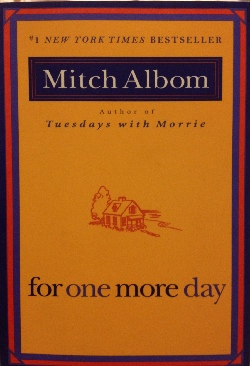 #1 NEW YORK TIMES BESTSELLER
Mitch Albom
Author of
Tuesdays with Morrie
for one more day